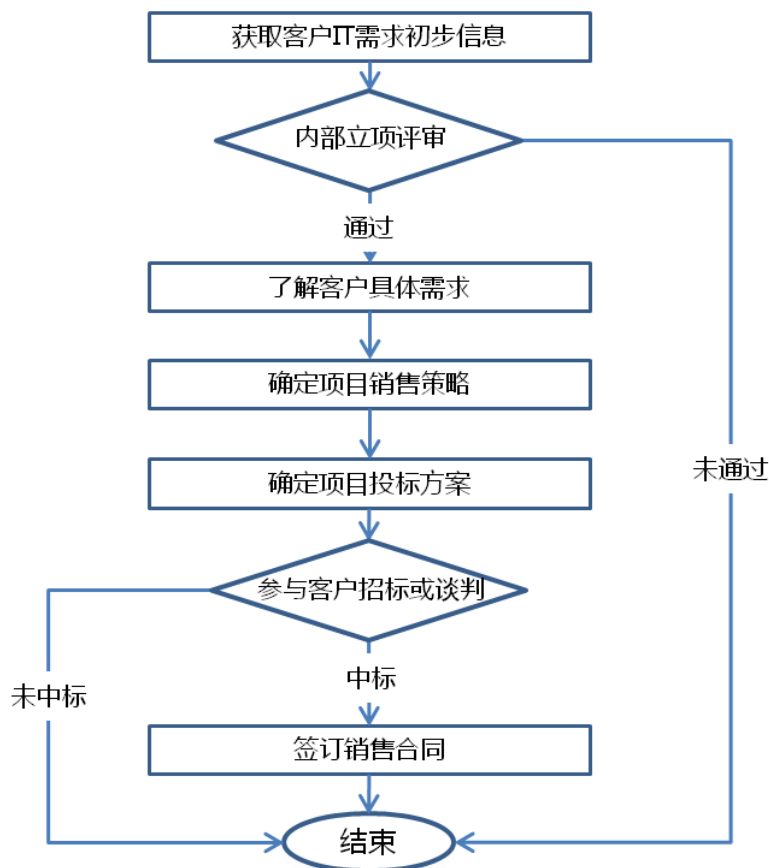 获取客户IT需求初步信息
内部立项评审
通过
了解客户具体需求
确定项目销售策略
确定项目投标方案
未通过
参与客户招标或谈判
中标
未中标
签订销售合同
结束